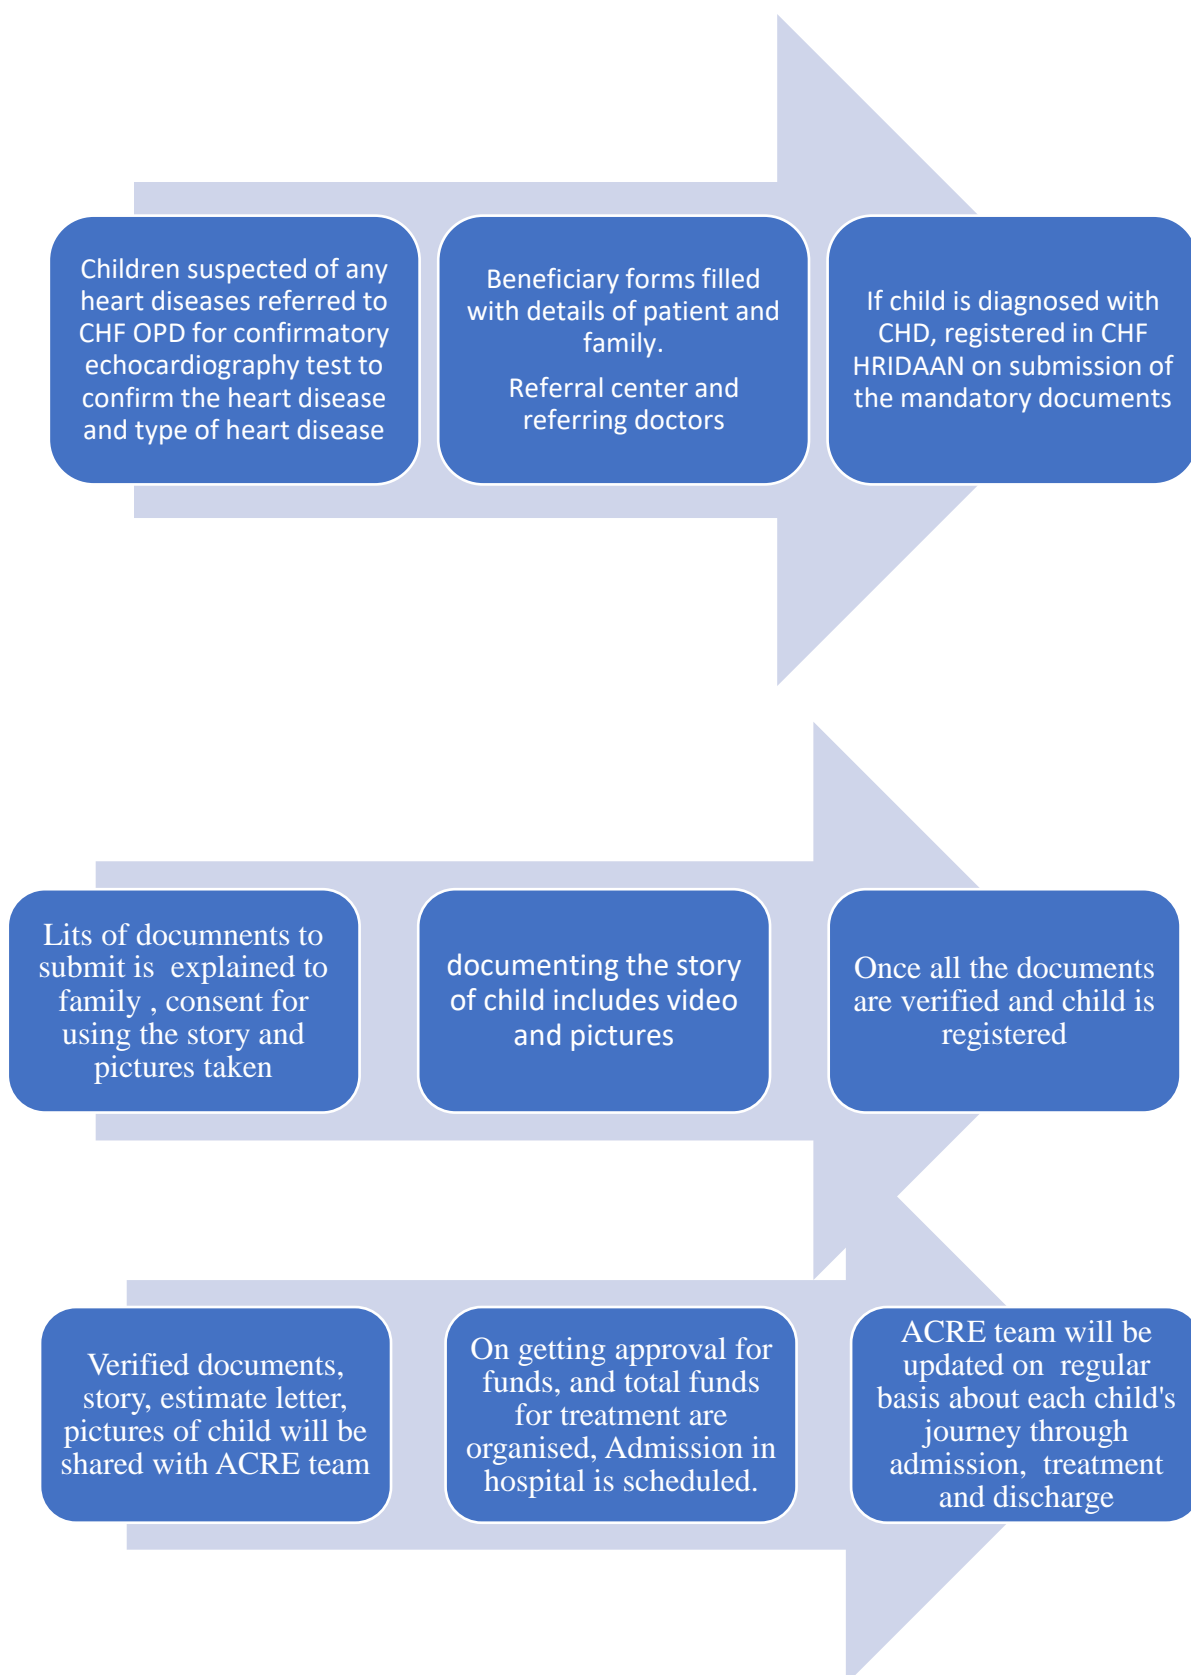 Children suspected of any
heart diseases referred to
CHF OPD for confirmatory
echocardiography test to
confirm the heart disease
and type of heart disease
Beneficiary forms filled
with details of patient and
family.
Referral center and
referring doctors
If child is diagnosed with
CHD, registered in CHF
HRIDAAN on submission of
the mandatory documents
Lits of documnents to
submit is explained to
family , consent for
using the story and
pictures taken
documenting the story
of child includes video
and pictures
Once all the documents
are verified and child is
registered
Verified documents,
story, estimate letter,
pictures of child will be
shared with ACRE team
On getting approval for
funds, and total funds
for treatment are
organised, Admission in
hospital is scheduled.
ACRE team will be
updated on regular
basis about each child's
journey through
admission, treatment
and discharge